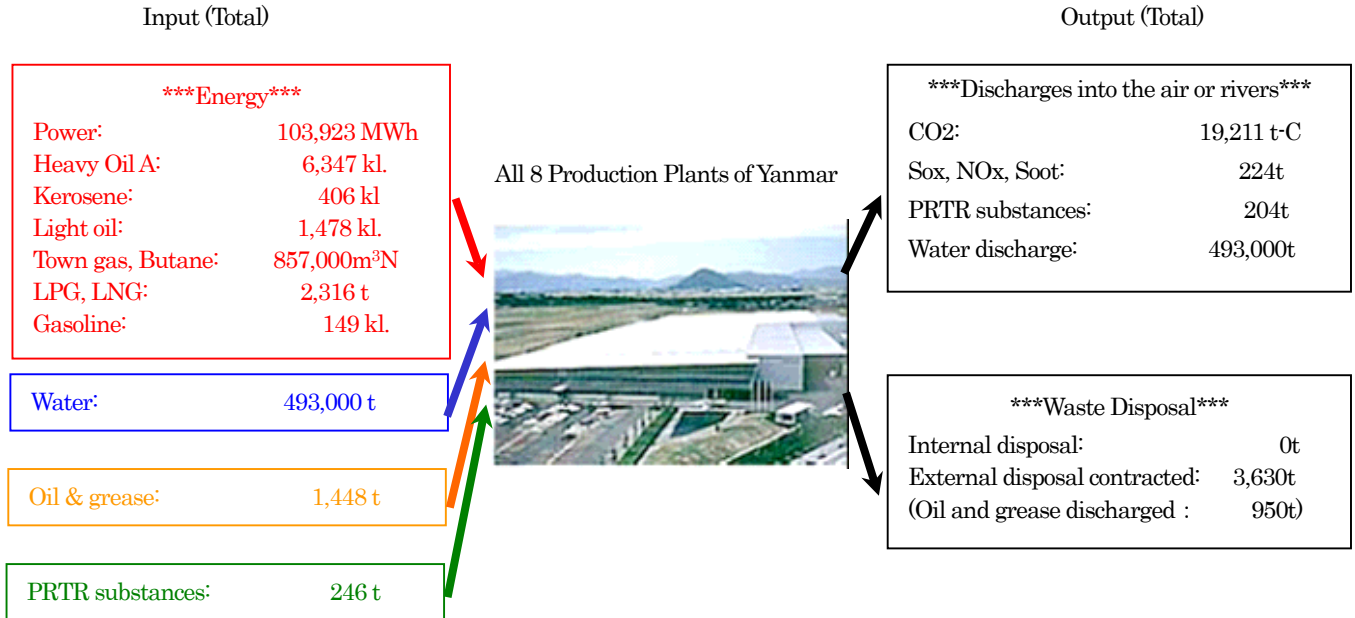 Input (Total)
Output (Total)
***Energy***
Power: 103,923 MWh
Heavy Oil A: 6,347 kl.
Kerosene: 406 kl
Light oil: 1,478 kl.
Town gas, Butane: 857,000m³N
LPG, LNG: 2,316 t
Gasoline: 149 kl.
Water: 493,000 t
Oil & grease: 1,448 t
PRTR substances: 246 t
All 8 Production Plants of Yanmar
***Discharges into the air or rivers***
CO2: 19,211 t-C
Sox, NOx, Soot: 224t
PRTR substances: 204t
Water discharge: 493,000t
***Waste Disposal***
Internal disposal: 0t
External disposal contracted: 3,630t
(Oil and grease discharged : 950t)